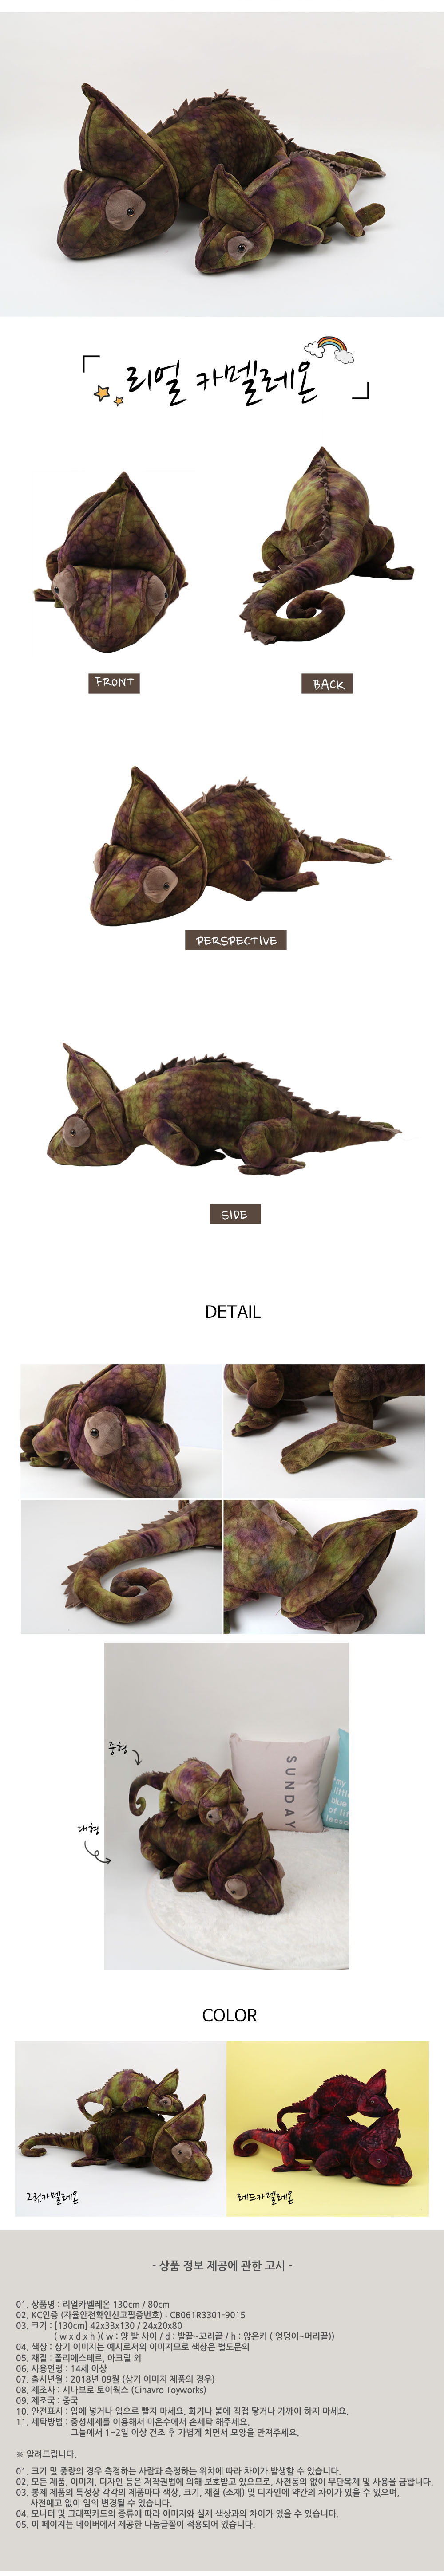 리얼 카멜레온
FRONT
BACK
PERSPECTIVE
SIDE
DETAIL
중형
대형
SUNDAY
my
little
blue
of li
lesso
COLOR
그린카멜레온
레드카멜레온
- 상품 정보 제공에 관한 고시 -
01. 상품명 : 리얼카멜레온 130cm / 80cm
02. KC인증 (자율안전확인신고필증번호) : CB061R3301-9015
03. 크기 : [130cm] 42x33x130 / 24x20x80
( w x d x h )( w : 양 발 사이 / d : 발끝~꼬리끝 / h : 앉은키 ( 엉덩이~머리끝))
04. 색상 : 상기 이미지는 예시로서의 이미지므로 색상은 별도문의
05. 재질 : 폴리에스테르, 아크릴 외
06. 사용연령 : 14세 이상
07. 출시년월 : 2018년 09월 (상기 이미지 제품의 경우)
08. 제조사 : 시나브로 토이웍스 (Cinavro Toyworks)
09. 제조국 : 중국
10. 안전표시 : 입에 넣거나 입으로 빨지 마세요. 화기나 불에 직접 닿거나 가까이 하지 마세요.
11. 세탁방법 : 중성세제를 이용해서 미온수에서 손세탁 해주세요.
그늘에서 1~2일 이상 건조 후 가볍게 치면서 모양을 만져주세요.
※ 알려드립니다.
01. 크기 및 중량의 경우 측정하는 사람과 측정하는 위치에 따라 차이가 발생할 수 있습니다.
02. 모든 제품, 이미지, 디자인 등은 저작권법에 의해 보호받고 있으므로, 사전동의 없이 무단복제 및 사용을 금합니다.
03. 봉제 제품의 특성상 각각의 제품마다 색상, 크기, 재질 (소재) 및 디자인에 약간의 차이가 있을 수 있으며,
사전예고 없이 임의 변경될 수 있습니다.
04. 모니터 및 그래픽카드의 종류에 따라 이미지와 실제 색상과의 차이가 있을 수 있습니다.
05. 이 페이지는 네이버에서 제공한 나눔글꼴이 적용되어 있습니다.